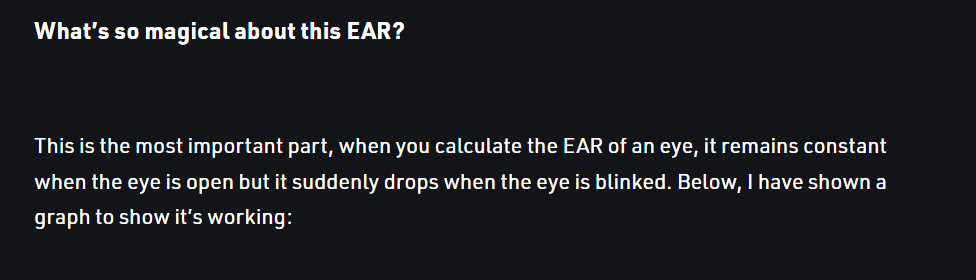 What's so magical about this EAR?
This is the most important part, when you calculate the EAR of an eye, it remains constant
when the eye is open but it suddenly drops when the eye is blinked. Below, I have shown a
graph to show it's working: